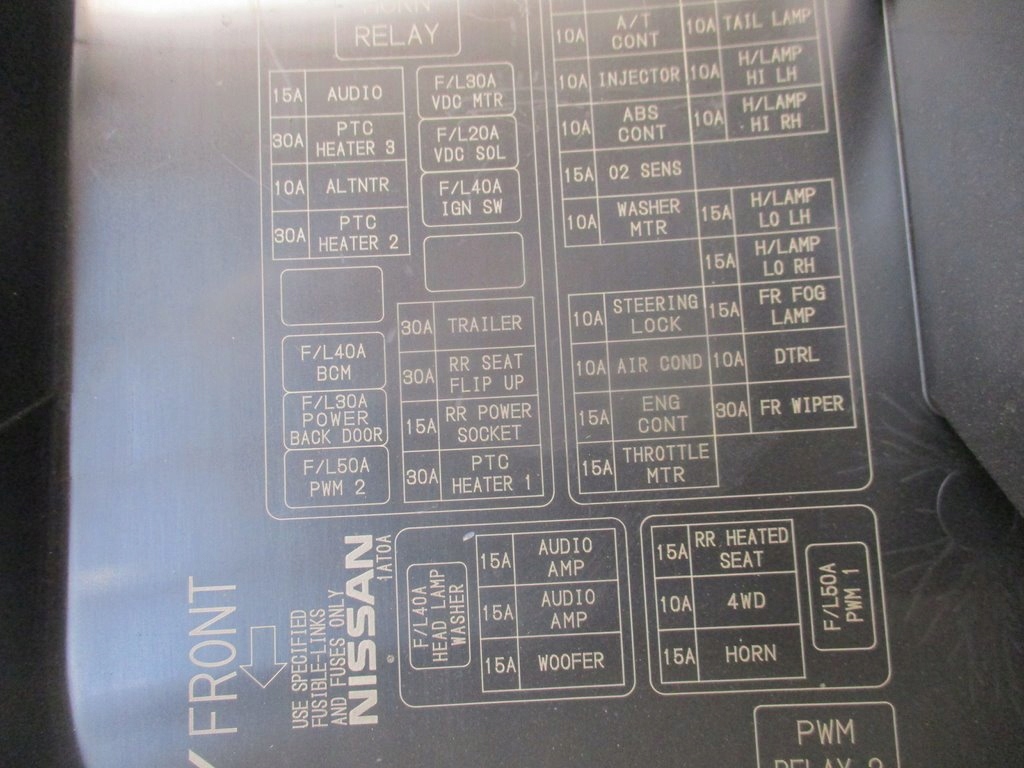 HORN
RELAY
15A AUDIO
30A PTC
HEATER 3
10A ALTNTR
30A PTC
HEATER 2
F/L30A
VDC MTR
F/L20A
VDC SOL
F/L40A
IGN SW
F/L40A
BCM
F/L30A
POWER
BACK DOOR
F/L50A
PWM 2
30A TRAILER
30A RR SEAT
FLIP UP
15A RR POWER
SOCKET
30A PTC
HEATER 1
10A A/T
CONT
10A INJECTOR
10A ABS
CONT
15A O2 SENS
10A WASHER
MTR
10A TAIL LAMP
10A H/LAMP
HI LH
10A H/LAMP
HI RH
15A H/LAMP
LO LH
15A H/LAMP
LO RH
10A STEERING
LOCK
10A AIR COND
15A ENG
CONT
15A THROTTLE
MTR
15A FR FOG
LAMP
10A DTRL
30A FR WIPER
FRONT
USE SPECIFIED
FUSIBLE-LINKS
AND FUSES ONLY
NISSAN
1AT0A
F/L40A
HEAD LAMP
WASHER
15A AUDIO
AMP
15A AUDIO
AMP
15A WOOFER
15A RR HEATED
SEAT
10A 4WD
15A HORN
F/L50A
PWM 1
PWM
RELAY 2